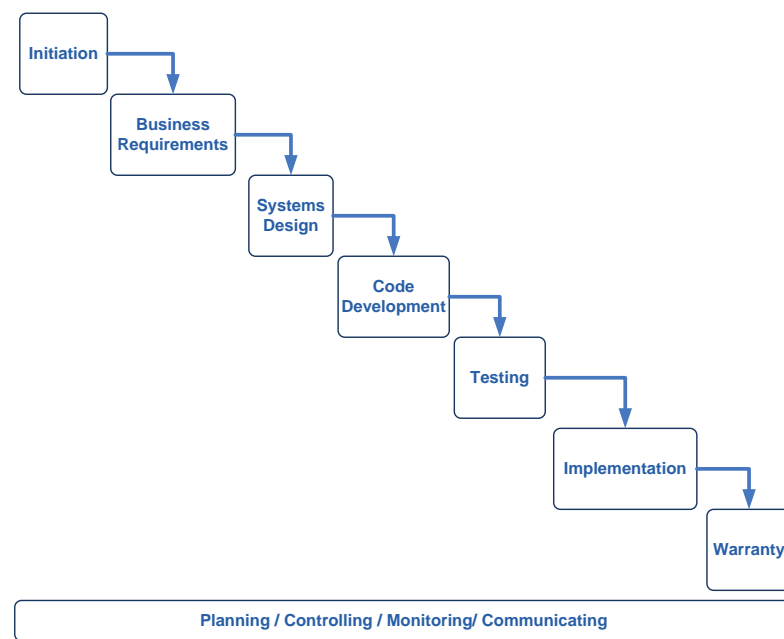 Initiation
Business
Requirements
Systems
Design
Code
Development
Testing
Implementation
Warranty
Planning / Controlling / Monitoring/ Communicating